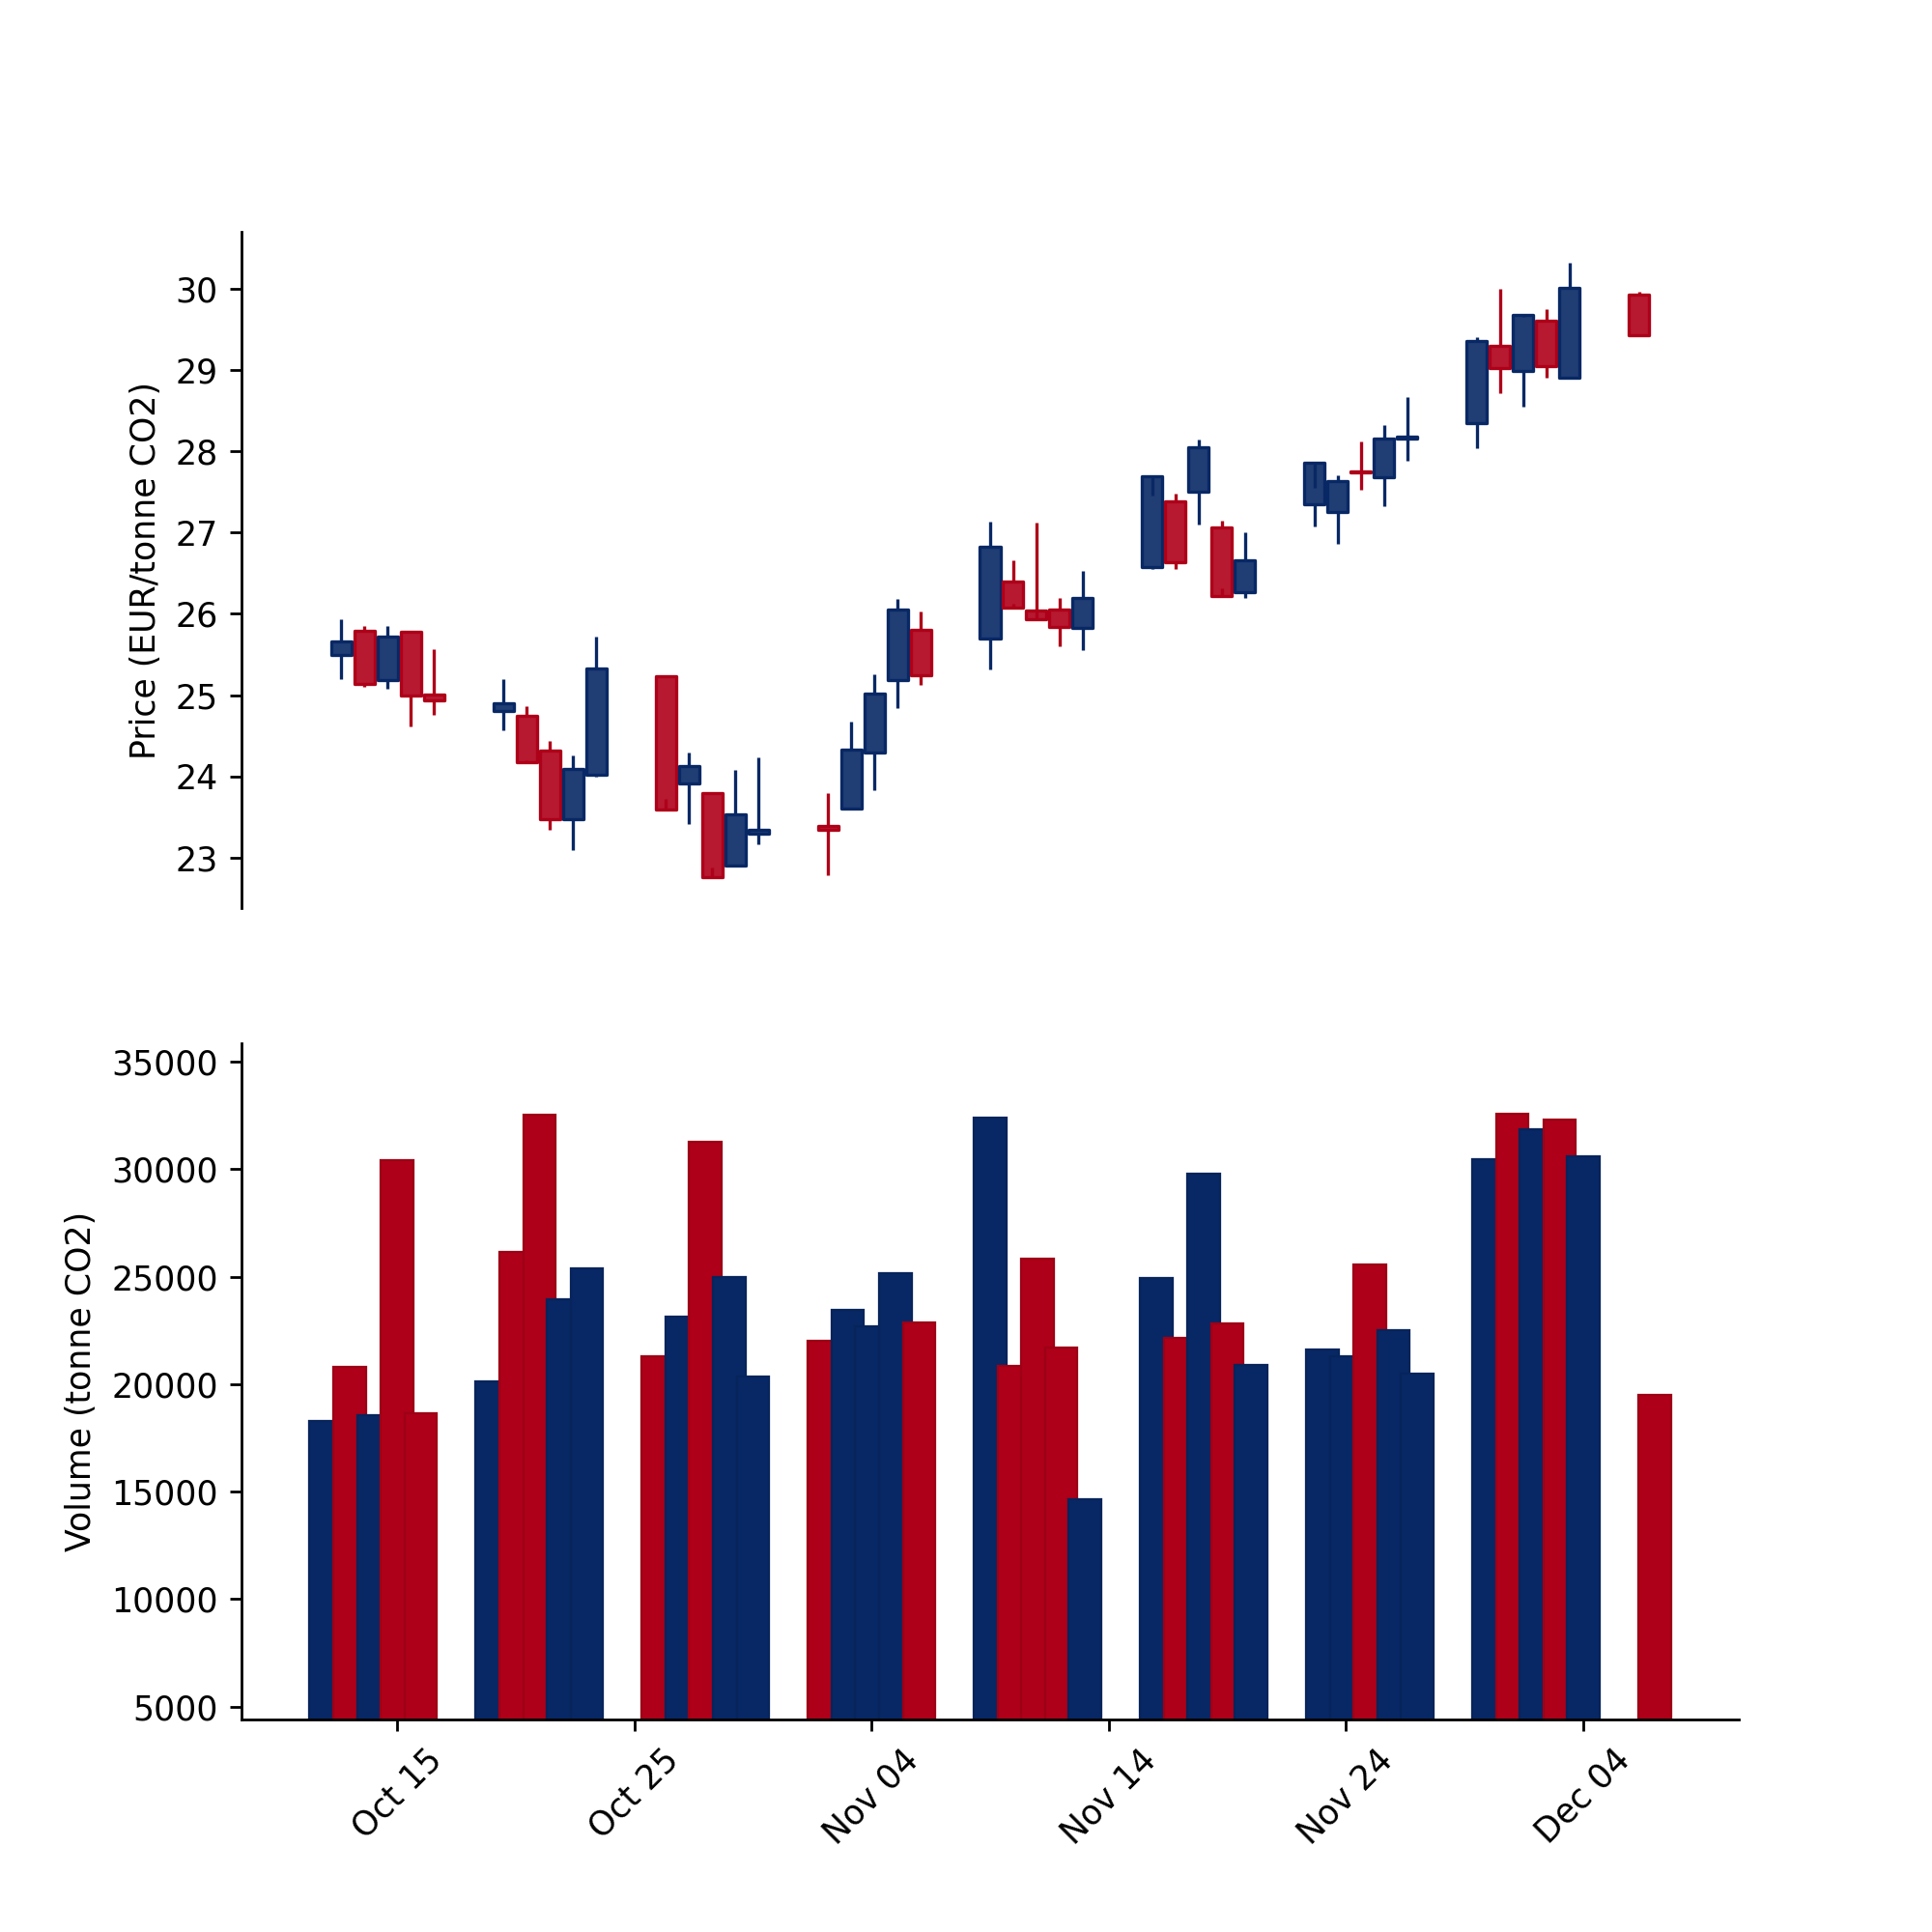 Price (EUR/tonne CO2)
30
29
28
27
26
25
24
23
Volume (tonne CO2)
35000
30000
25000
20000
15000
10000
5000
Oct 15
Oct 25
Nov 04
Nov 14
Nov 24
Dec 04